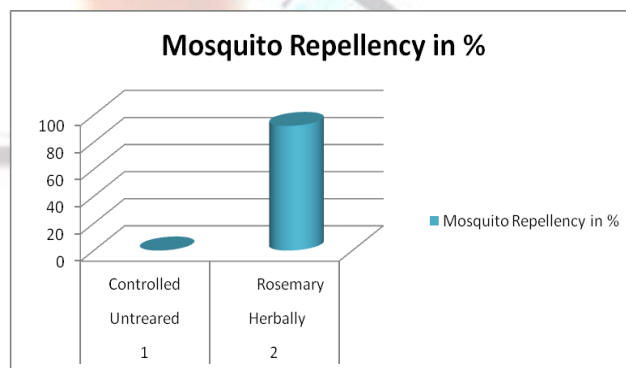 Mosquito Repellency in %
100
80
60
40
20
0
Controlled Rosemary
Untreared Herbally
1 2
Mosquito Repellency in %